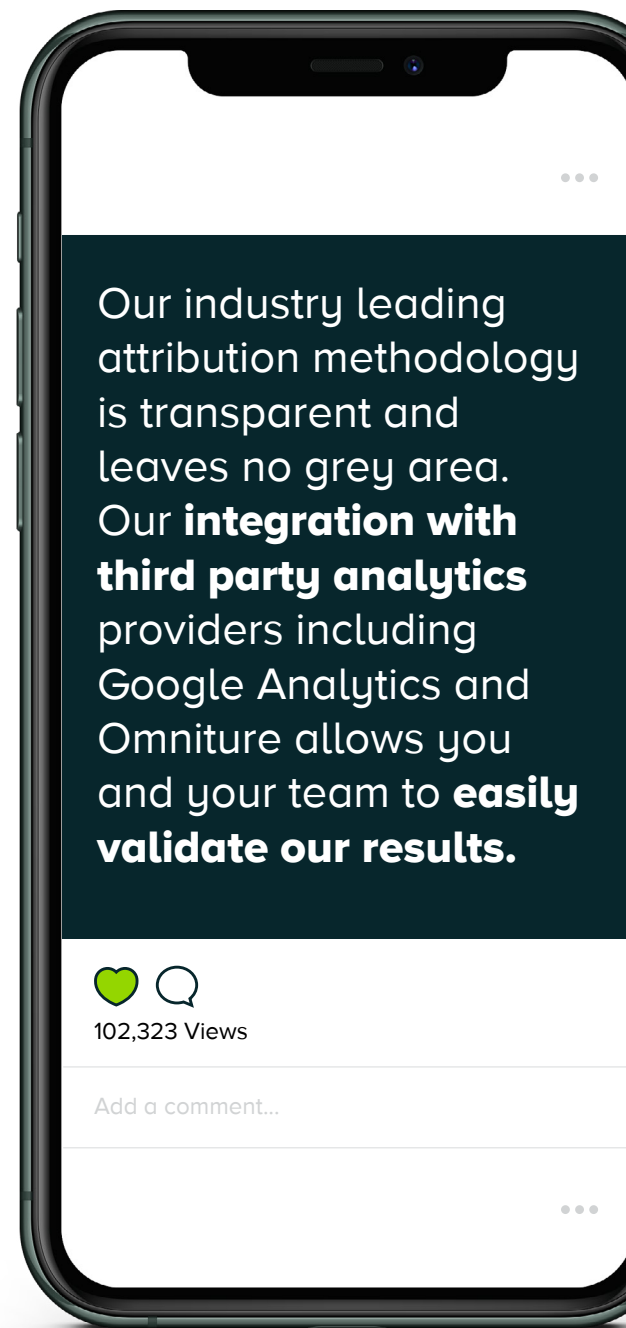 Our industry leading
attribution methodology
is transparent and
leaves no grey area.
Our integration with
third party analytics
providers including
Google Analytics and
Omniture allows you
and your team to easily
validate our results.
102,323 Views
Add a comment...